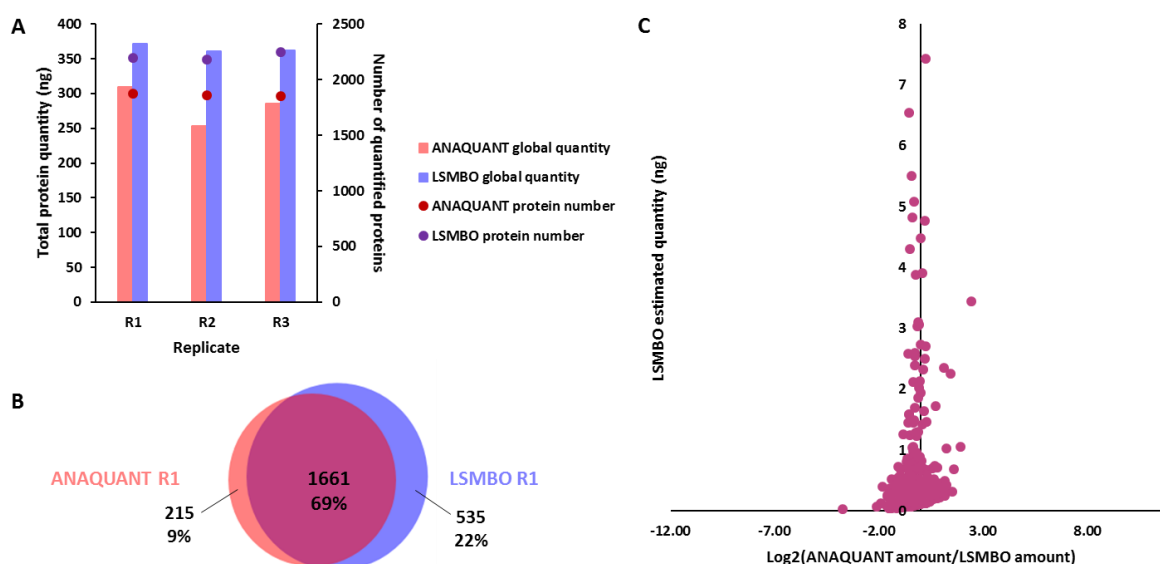 A
400
350
300
250
200
150
100
50
0
Total protein quantity (ng)
2500
2000
1500
1000
500
0
Number of quantified proteins
R1
R2
R3
Replicate
ANAQUANT global quantity
LSMBO global quantity
ANAQUANT protein number
LSMBO protein number
B
ANAQUANT R1
215
9%
1661
69%
LSMBO R1
535
22%
C
8
7
6
5
4
3
2
1
0
LSMBO estimated quantity (ng)
-12.00
-7.00
-2.00
3.00
8.00
Log2(ANAQUANT amount/LSMBO amount)